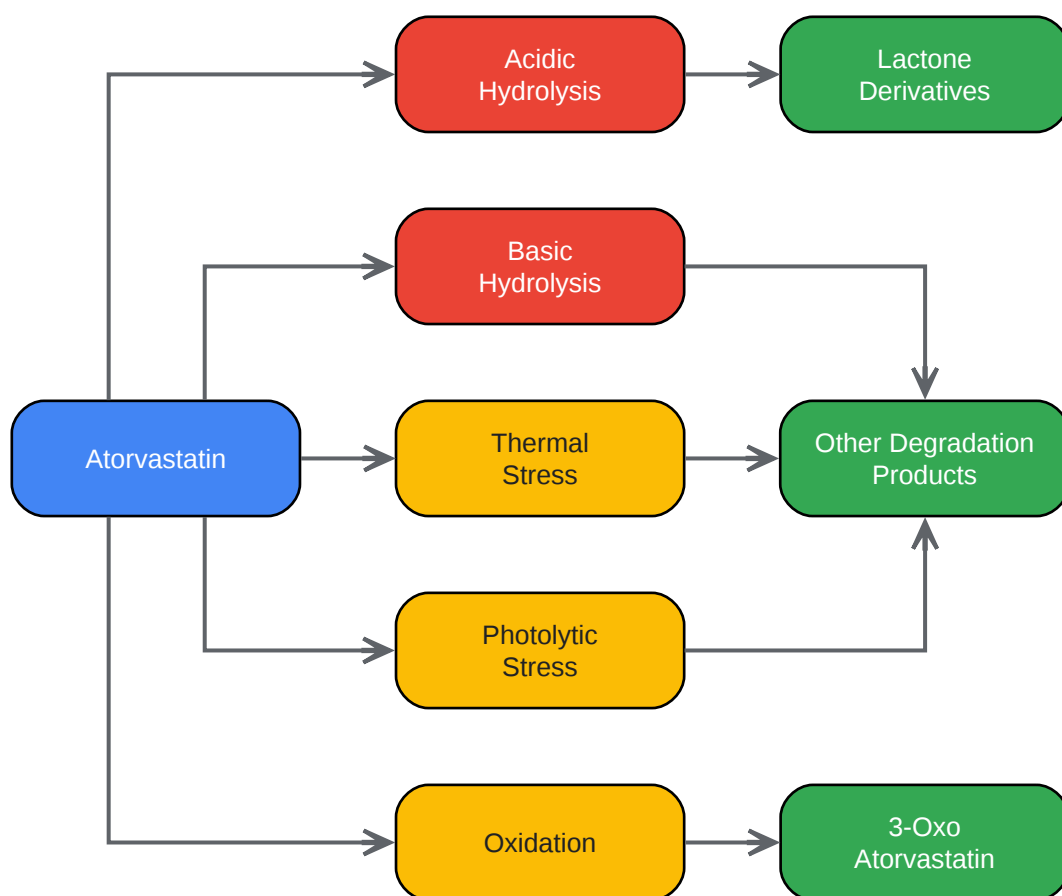 Acidic
Hydrolysis
Lactone
Derivatives
Basic
Hydrolysis
Atorvastatin
Thermal
Stress
Other Degradation
Products
Photolytic
Stress
Oxidation
3-Oxo
Atorvastatin